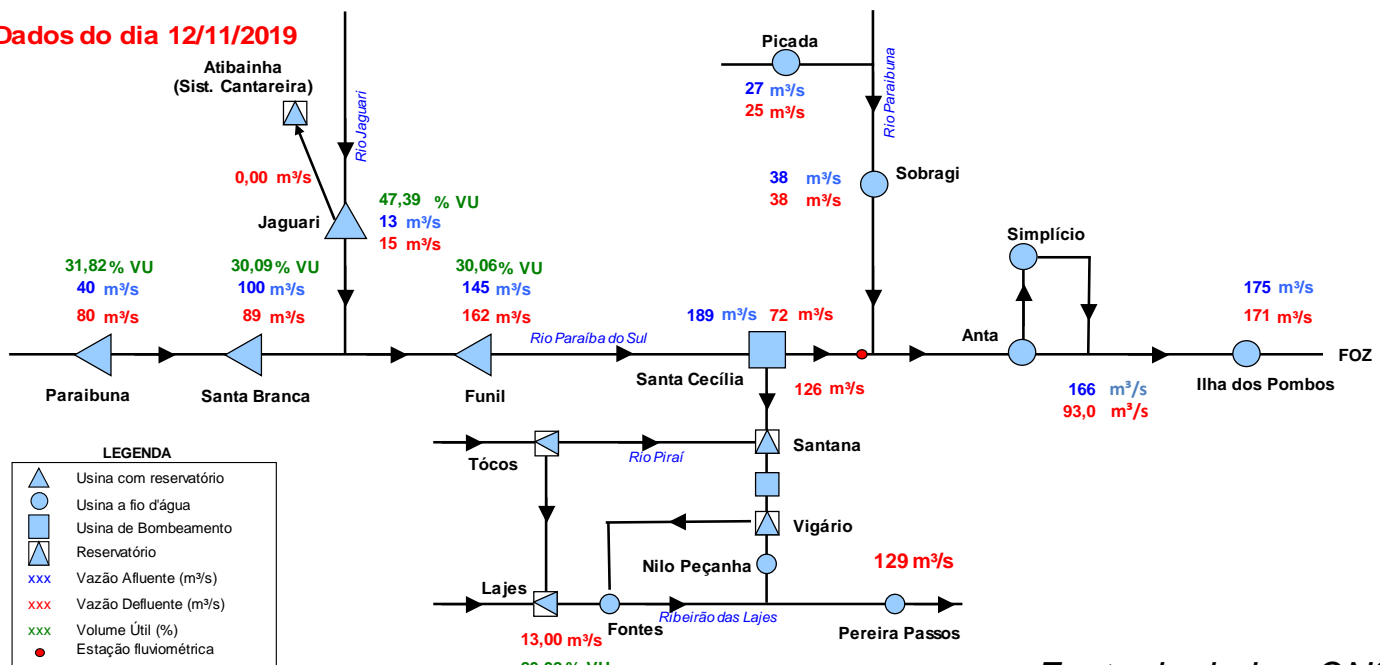 Dados do dia 12/11/2019
Atibainha
(Sist. Cantareira)
Rio Jaguari
0,00 m³/s
Jaguari
47,39 % VU
13 m³/s
15 m³/s
Picada
27 m³/s
25 m³/s
Rio Paraibuna
38 m³/s
38 m³/s
Sobragi
31,82% VU
40 m³/s
80 m³/s
Paraibuna
30,09% VU
100 m³/s
89 m³/s
Santa Branca
30,06% VU
145 m³/s
162 m³/s
Funil
Rio Paraíba do Sul
189 m³/s 72 m³/s
Santa Cecília
126 m³/s
Simplício
Anta
166 m³/s
93,0 m³/s
175 m³/s
171 m³/s
Ilha dos Pombos
FOZ
Tócos
Rio Piraí
Santana
Vigário
Nilo Peçanha
129 m³/s
Lajes
Fontes
Ribeirão das Lajes
Pereira Passos
13,00 m³/s
LEGENDA
Usina com reservatório
Usina a fio d'água
Usina de Bombeamento
Reservatório
xxx Vazão Afluente (m³/s)
xxx Vazão Defluente (m³/s)
xxx Volume Útil (%)
Estação fluviométrica